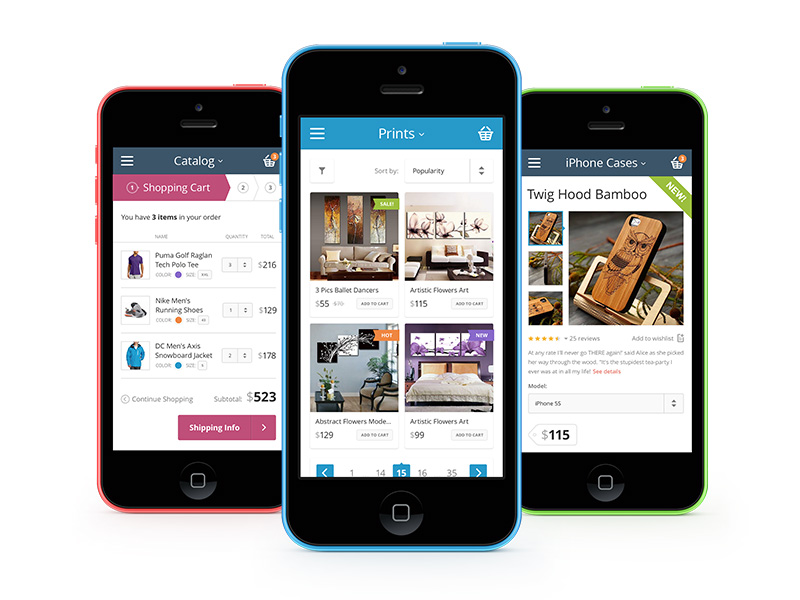 Catalog
3
1 Shopping Cart
2
3
You have 3 items in your order
NAME QUANTITY TOTAL
Puma Golf Raglan
Tech Polo Tee
COLOR: SIZE: XXL
3
$216
Nike Men's
Running Shoes
COLOR: SIZE:
1
$129
DC Men's Axis
Snowboard Jacket
COLOR: SIZE:
2
$178
Continue Shopping
Subtotal: $523
Shipping Info
Prints
Sort by: Popularity
SALE!
3 Pics Ballet Dancers
$55 $70 ADD TO CART
Artistic Flowers Art
$115 ADD TO CART
HOT
NEW
Abstract Flowers Mode...
$129 ADD TO CART
Artistic Flowers Art
$99 ADD TO CART
1 14 15 16 35
iPhone Cases
3
Twig Hood Bamboo
NEW!
+ 25 reviews
Add to wishlist
At any rate I'll never go THERE again!' said Alice as she picked
her way through the wood. "It's the stupidest tea-party I
ever was at in all my life! See details
Model:
iPhone 5S
$115